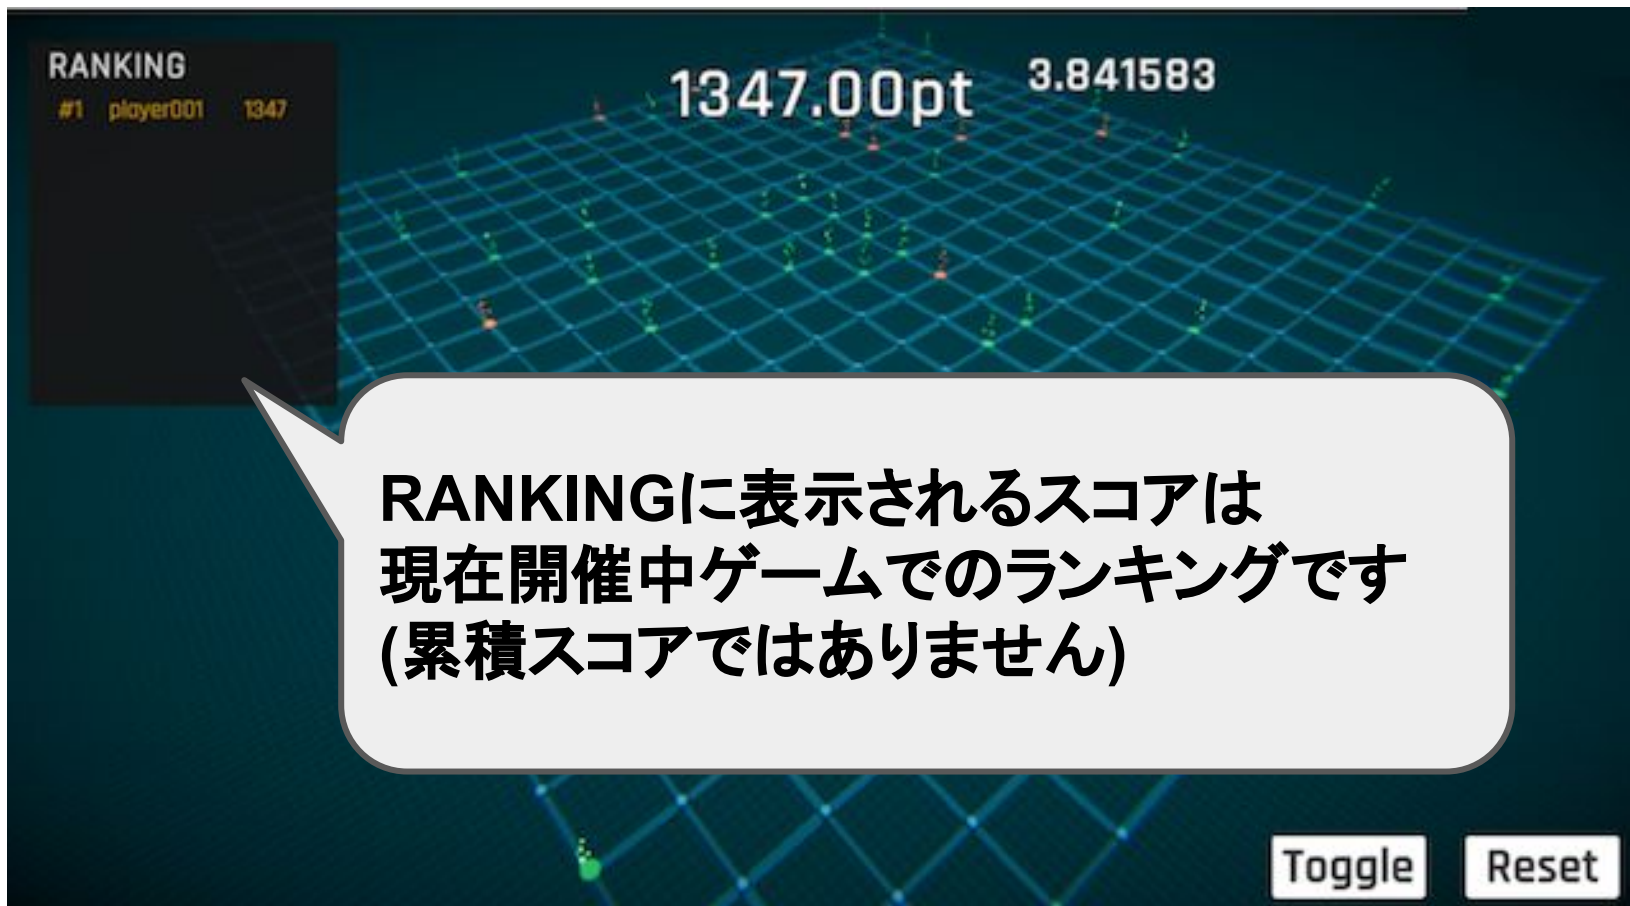 RANKING
#1 player001 1347
1347.00pt
3.841583
RANKINGに表示されるスコアは
現在開催中ゲームでのランキングです
(累積スコアではありません)
Toggle
Reset